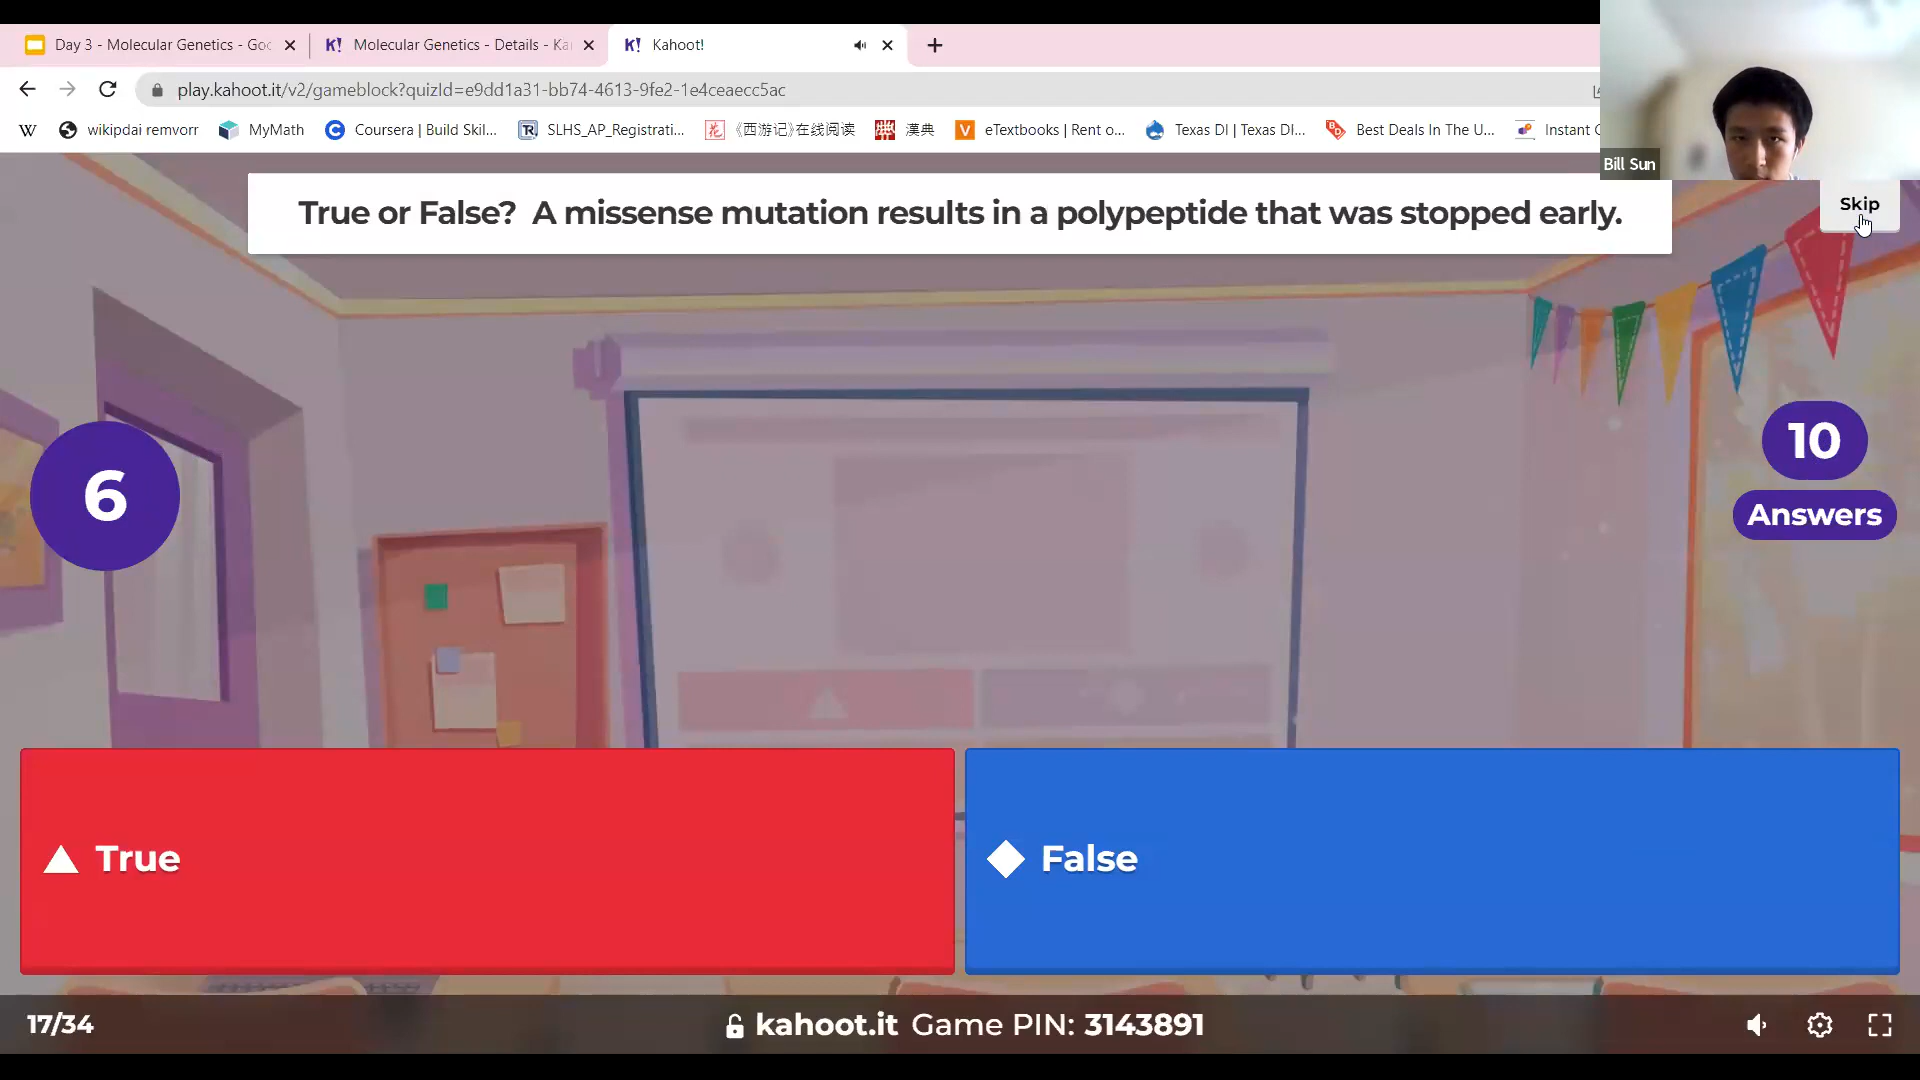 Day 3 - Molecular Genetics - Goo
Molecular Genetics - Details - Ka
Kahoot!
play.kahoot.it/v2/gameblock?quizId=e9dd1a31-bb74-4613-9fe2-1e4ceaecc5ac
wikipdai remvorr
MyMath
Coursera | Build Skil...
SLHS_AP_Registrati...
《西游记》在线阅读
漢典
eTextbooks | Rent o...
Texas DI | Texas DI...
Best Deals In The U...
Instant
Bill Sun
True or False? A missense mutation results in a polypeptide that was stopped early.
Skip
6
10
Answers
True
False
17/34
kahoot.it Game PIN: 3143891